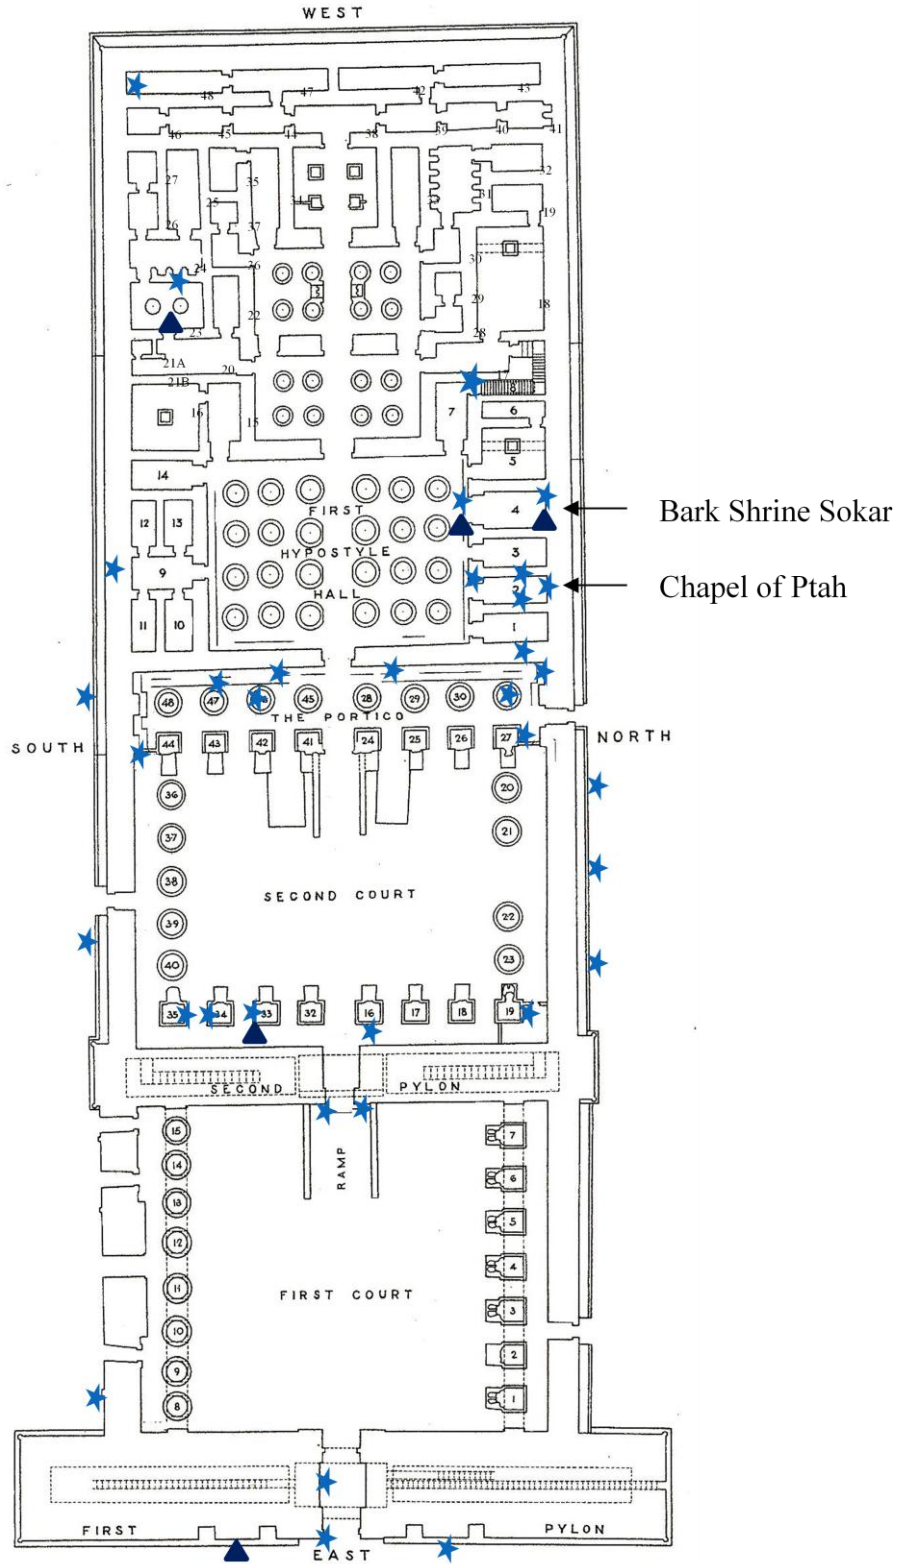 WEST
48 47 42 43
46 45 44 38 39 40 41
27 35 32
25 34 33 31 19
26 37
24 36 30
29 18
23 22 28
21A 20 17
21B 8
16 15 7 6
14 5
FIRST 4 Bark Shrine Sokar
12 13
HYPOSTYLE 3
9 2 Chapel of Ptah
HALL
11 10 1
48 47 45 28 29 30
THE PORTICO
SOUTH 44 43 42 41 24 25 26 27 NORTH
36 20
37 21
38 SECOND COURT
39 22
40 23
35 34 33 32 16 17 18 19
SECOND PYLON
15 7
14 RAMP 6
13 5
12 4
11 FIRST COURT 3
10 2
9 1
8
FIRST PYLON
EAST